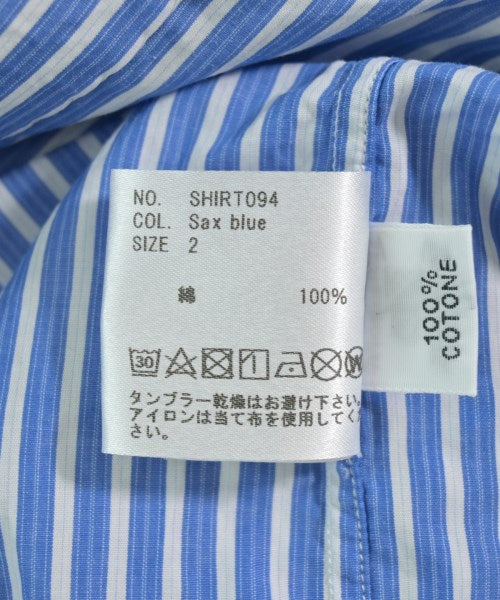 NO. SHIRT094
COL. Sax blue
SIZE 2
綿 100%
30
タンブラー乾燥はお避け下さい。
アイロンは当て布を使用してくだ
さい。
100%
COTONE